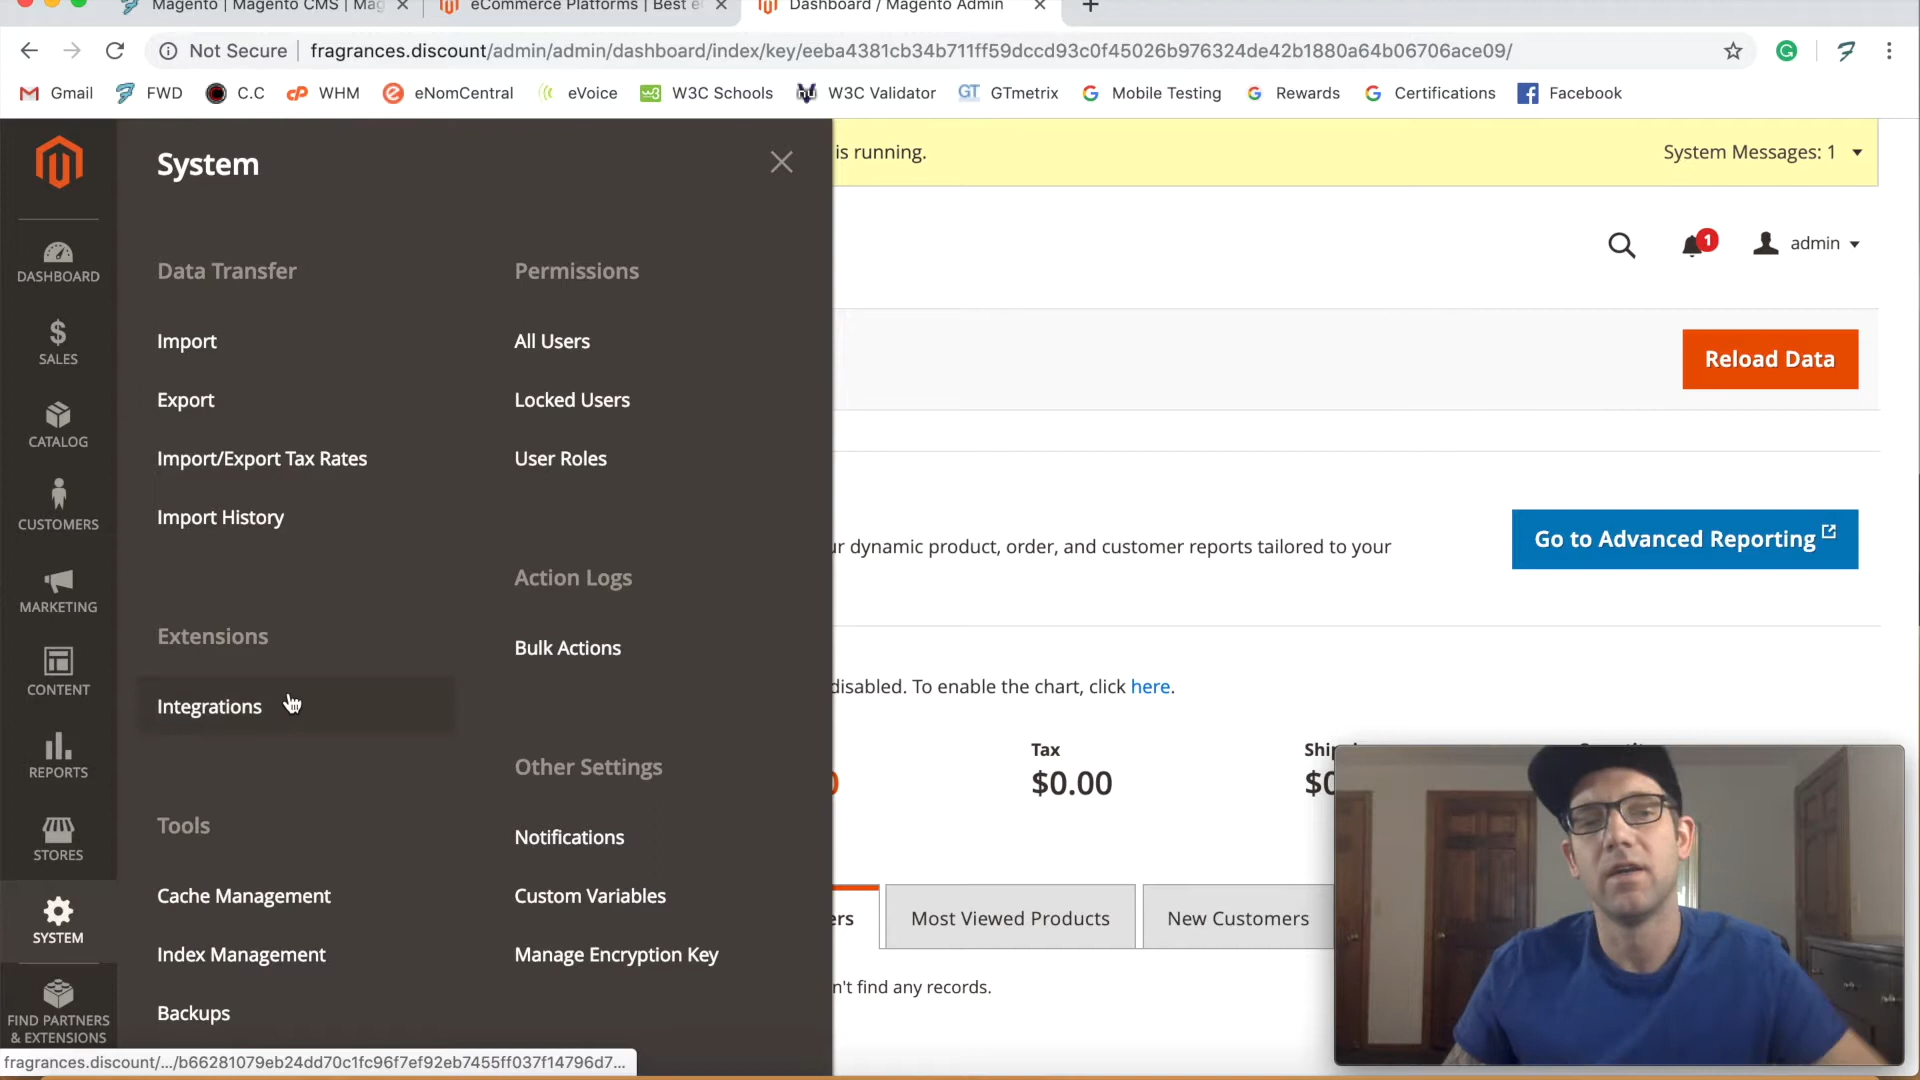 Magento | Magento CMS | Mag
eCommerce Platforms | Best e
Dashboard / Magento Admin
Not Secure
fragrances.discount/admin/admin/dashboard/index/key/eeba4381cb34b711ff59dccd93c0f45026b976324de42b1880a64b06706ace09/
Gmail
FWD
C.C
WHM
eNomCentral
eVoice
W3C Schools
W3C Validator
GTmetrix
Mobile Testing
Rewards
Certifications
Facebook
DASHBOARD
SALES
CATALOG
CUSTOMERS
MARKETING
CONTENT
REPORTS
STORES
SYSTEM
FIND PARTNERS
& EXTENSIONS
System
Data Transfer
Import
Export
Import/Export Tax Rates
Import History
Extensions
Integrations
Tools
Cache Management
Index Management
Backups
Permissions
All Users
Locked Users
User Roles
Action Logs
Bulk Actions
Other Settings
Notifications
Custom Variables
Manage Encryption Key
is running.
System Messages: 1
1
admin
Reload Data
ur dynamic product, order, and customer reports tailored to your
Go to Advanced Reporting
disabled. To enable the chart, click here.
Tax
$0.00
Most Viewed Products
New Customers
n't find any records.
fragrances.discount/.../b66281079eb24dd70c1fc96f7ef92eb7455ff037f14796d7...